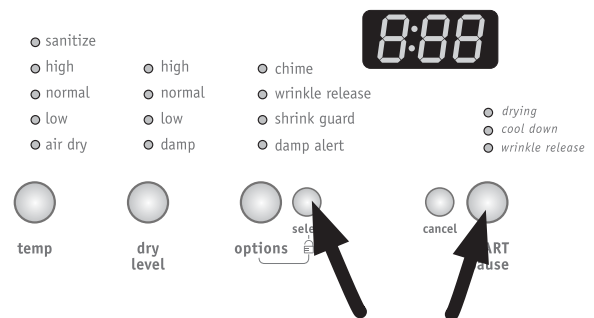 8:88
sanitize
high
normal
low
air dry
high
normal
low
damp
chime
wrinkle release
shrink guard
damp alert
drying
cool down
wrinkle release
temp
dry
level
options
cancel